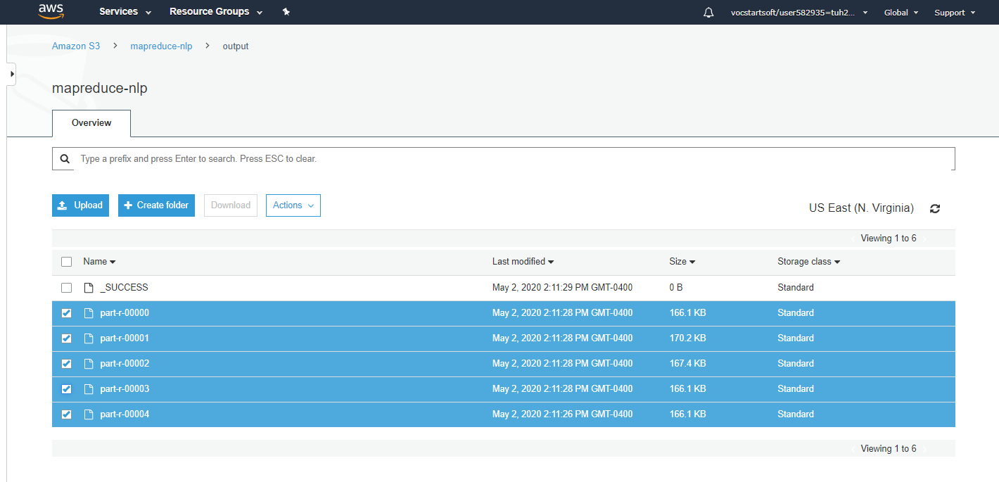 aws Services Resource Groups vocstartsoft/user582935=tuh2... Global Support
Amazon S3 mapreduce-nlp output
mapreduce-nlp
Overview
Type a prefix and press Enter to search. Press ESC to clear.
Upload Create folder Download Actions US East (N. Virginia)
Viewing 1 to 6
Name Last modified Size Storage class
_SUCCESS May 2, 2020 2:11:29 PM GMT-0400 0 B Standard
part-r-00000 May 2, 2020 2:11:28 PM GMT-0400 166.1 KB Standard
part-r-00001 May 2, 2020 2:11:28 PM GMT-0400 170.2 KB Standard
part-r-00002 May 2, 2020 2:11:28 PM GMT-0400 167.4 KB Standard
part-r-00003 May 2, 2020 2:11:28 PM GMT-0400 166.1 KB Standard
part-r-00004 May 2, 2020 2:11:26 PM GMT-0400 166.1 KB Standard
Viewing 1 to 6